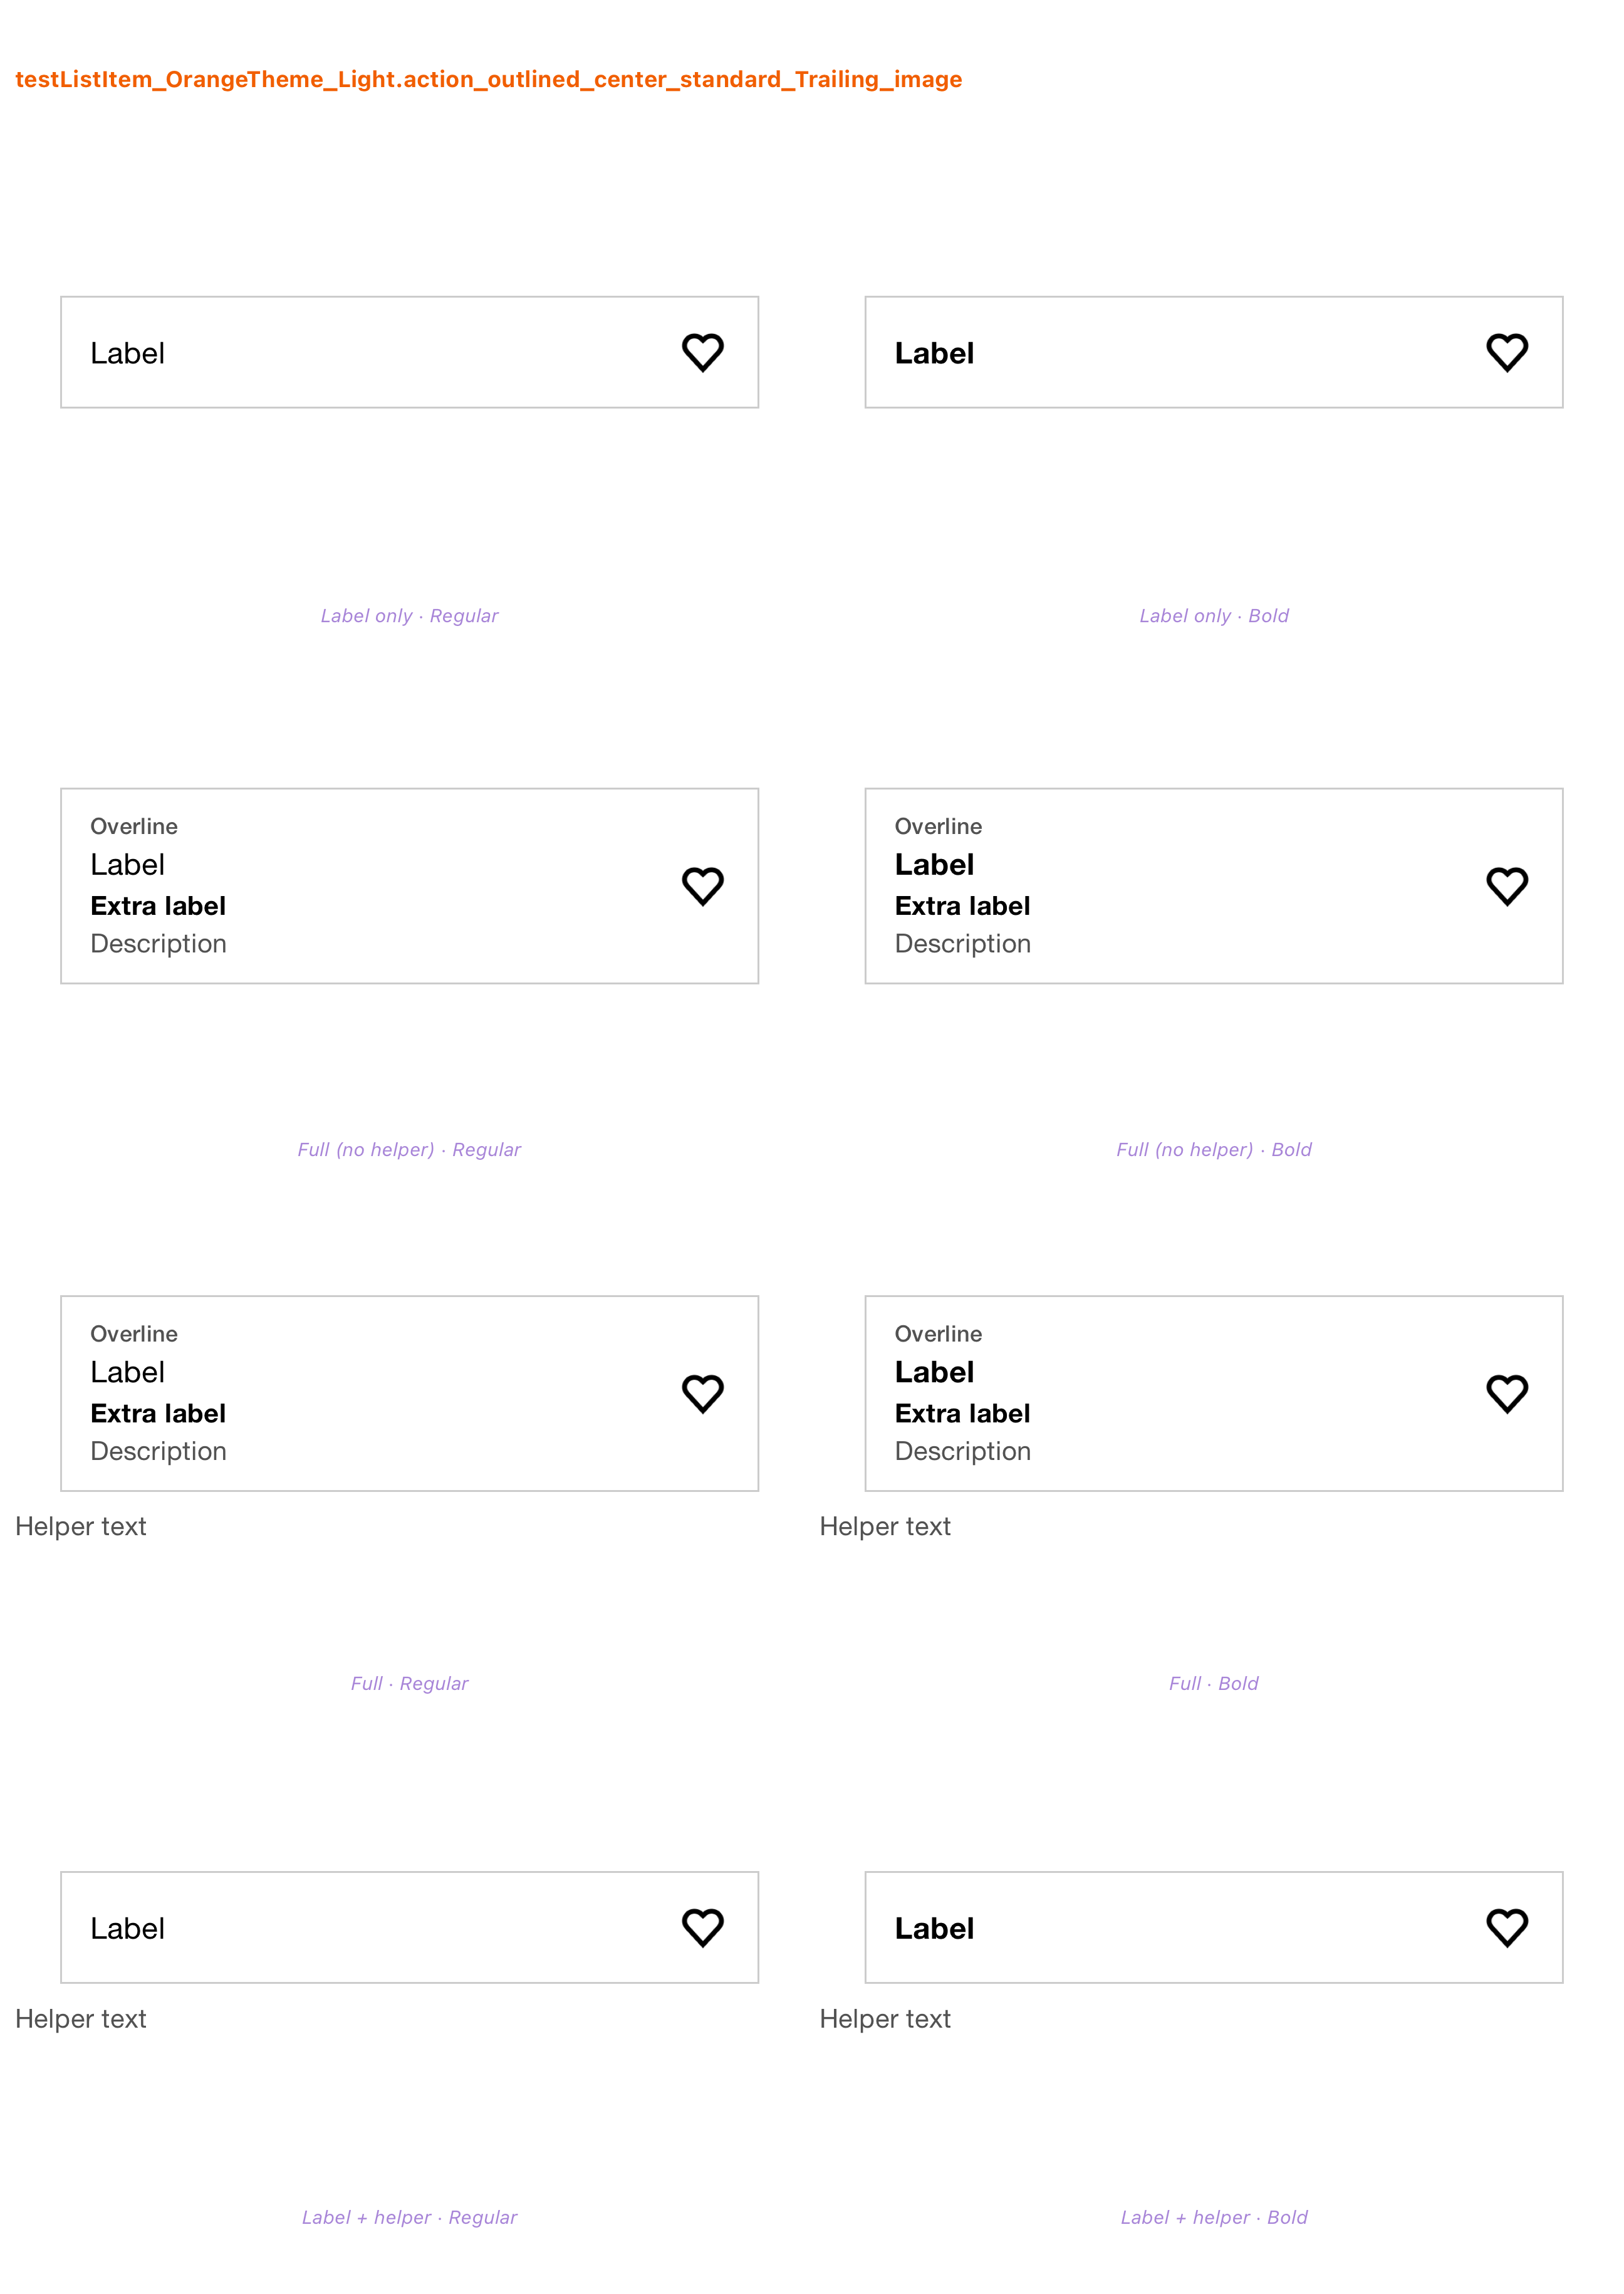 testListItem_OrangeTheme_Light.action_outlined_center_standard_Trailing_image
Label
Label
Label only · Regular
Label only · Bold
Overline
Label
Extra label
Description
Overline
Label
Extra label
Description
Full (no helper) · Regular
Full (no helper) · Bold
Overline
Label
Extra label
Description
Helper text
Overline
Label
Extra label
Description
Helper text
Full · Regular
Full · Bold
Label
Helper text
Label
Helper text
Label + helper · Regular
Label + helper · Bold